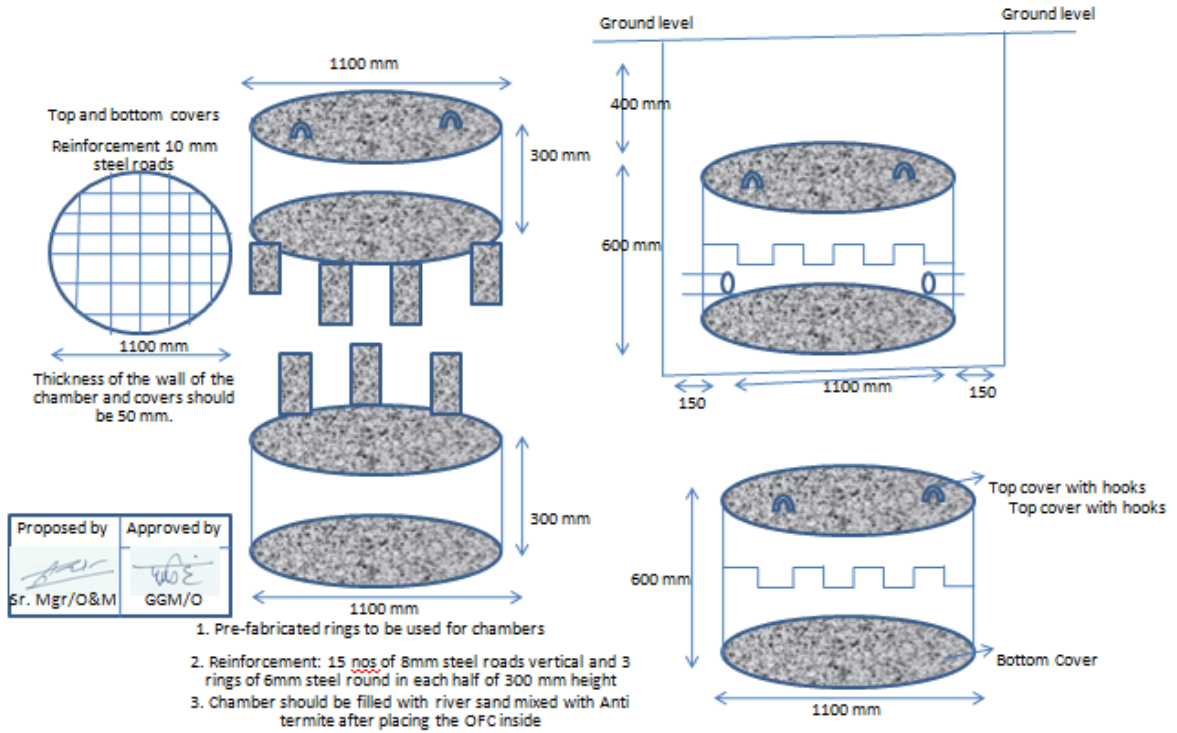 Ground level
Ground level
1100 mm
400 mm
Top and bottom covers
Reinforcement 10 mm
steel roads
300 mm
600 mm
1100 mm
Thickness of the wall of the
chamber and covers should
be 50 mm.
1100 mm
150
150
Top cover with hooks
Top cover with hooks
300 mm
600 mm
Proposed by
Approved by
Sr. Mgr/O&M
GGM/O
1100 mm
1. Pre-fabricated rings to be used for chambers
2. Reinforcement: 15 nos of 8mm steel roads vertical and 3
rings of 6mm steel round in each half of 300 mm height
3. Chamber should be filled with river sand mixed with Anti
termite after placing the OFC inside
Bottom Cover
1100 mm